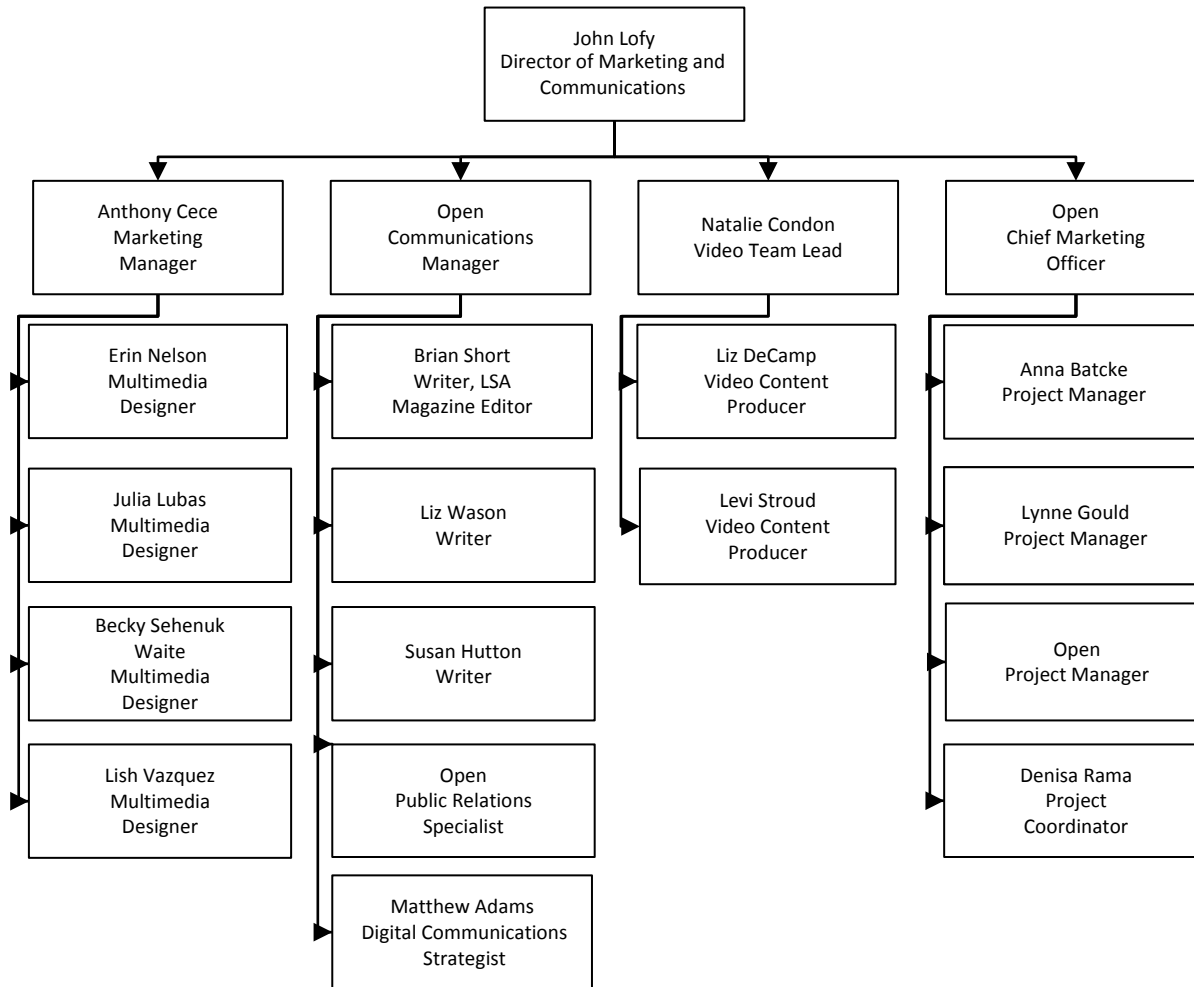 John Lofy
Director of Marketing and
Communications
Anthony Cece
Marketing
Manager
Open
Communications
Manager
Natalie Condon
Video Team Lead
Open
Chief Marketing
Officer
Erin Nelson
Multimedia
Designer
Julia Lubas
Multimedia
Designer
Becky Sehenuk
Waite
Multimedia
Designer
Lish Vazquez
Multimedia
Designer
Brian Short
Writer, LSA
Magazine Editor
Liz Wason
Writer
Susan Hutton
Writer
Open
Public Relations
Specialist
Matthew Adams
Digital Communications
Strategist
Liz DeCamp
Video Content
Producer
Levi Stroud
Video Content
Producer
Anna Batcke
Project Manager
Lynne Gould
Project Manager
Open
Project Manager
Denisa Rama
Project
Coordinator